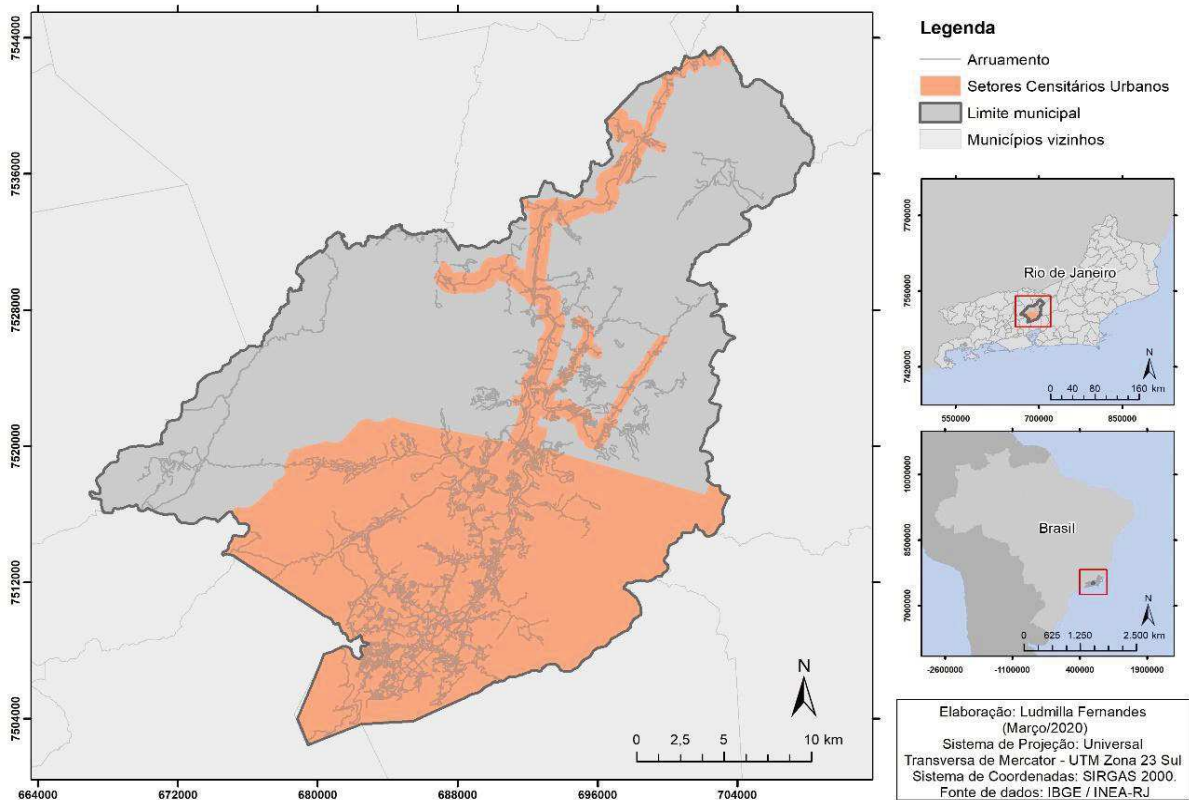 7544000
7536000
7528000
7520000
7512000
7504000
664000
672000
680000
688000
696000
704000
N
0 2,5 5 10 km
Legenda
Arruamento
Setores Censitários Urbanos
Limite municipal
Municípios vizinhos
7700000
7560000
7420000
Rio de Janeiro
N
0 40 80 160 km
550000 700000 850000
10000000
8500000
7000000
Brasil
N
0 625 1.250 2.500 km
-2600000 -1100000 400000 1900000
Elaboração: Ludmilla Fernandes
(Março/2020)
Sistema de Projeção: Universal
Transversa de Mercator - UTM Zona 23 Sul
Sistema de Coordenadas: SIRGAS 2000.
Fonte de dados: IBGE / INEA-RJ